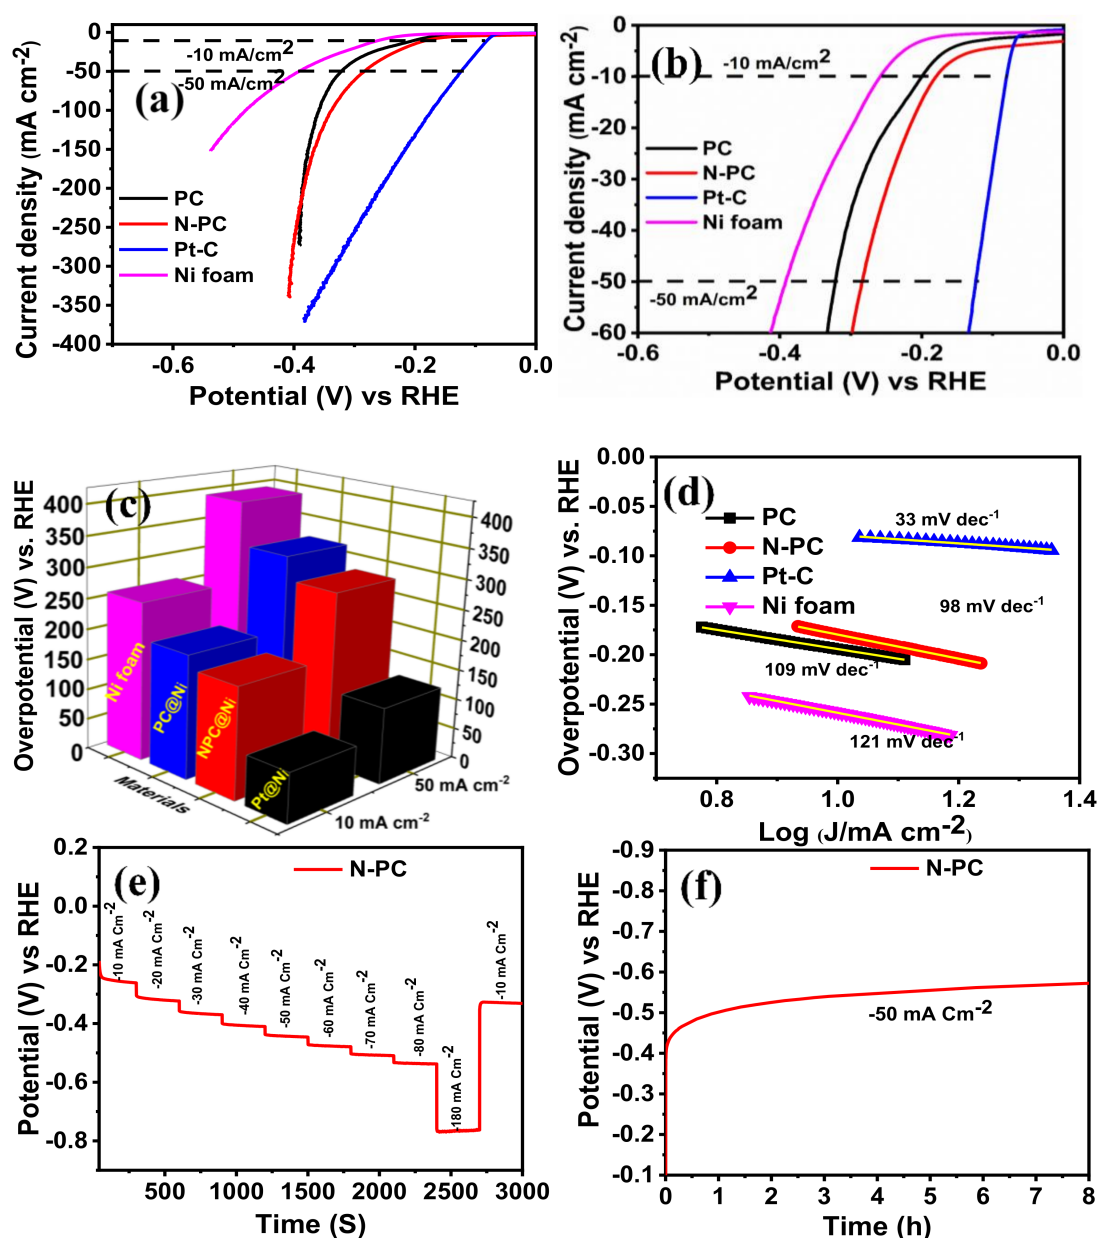 0
-50
-100
-150
-200
-250
-300
-350
-400
Current density (mA cm-2)
-10 mA/cm2
-50 mA/cm2
(a)
PC
N-PC
Pt-C
Ni foam
-0.6
-0.4
-0.2
0.0
Potential (V) vs RHE
0
-10
-20
-30
-40
-50
-60
Current density (mA cm-2)
(b)
-10 mA/cm2
PC
N-PC
Pt-C
Ni foam
-50 mA/cm2
-0.6
-0.4
-0.2
0.0
Potential (V) vs RHE
(c)
Overpotential (V) vs. RHE
400
350
300
250
200
150
100
50
0
400
350
300
250
200
150
100
50
0
Ni foam
PC@Ni
NPC@Ni
Pt@Ni
Materials
50 mA cm-2
10 mA cm-2
(d)
Overpotential (V) vs. RHE
0.00
-0.05
-0.10
-0.15
-0.20
-0.25
-0.30
PC
N-PC
Pt-C
Ni foam
33 mV dec-1
98 mV dec-1
109 mV dec-1
121 mV dec-1
0.8
1.0
1.2
1.4
Log (J/mA cm-2)
(e)
Potential (V) vs RHE
0.2
0.0
-0.2
-0.4
-0.6
-0.8
N-PC
-10 mA Cm-2
-20 mA Cm-2
-30 mA Cm-2
-40 mA Cm-2
-50 mA Cm-2
-60 mA Cm-2
-70 mA Cm-2
-80 mA Cm-2
-180 mA Cm-2
-10 mA Cm-2
500
1000
1500
2000
2500
3000
Time (S)
(f)
Potential (V) vs RHE
-0.9
-0.8
-0.7
-0.6
-0.5
-0.4
-0.3
-0.2
-0.1
N-PC
-50 mA Cm-2
0
1
2
3
4
5
6
7
8
Time (h)